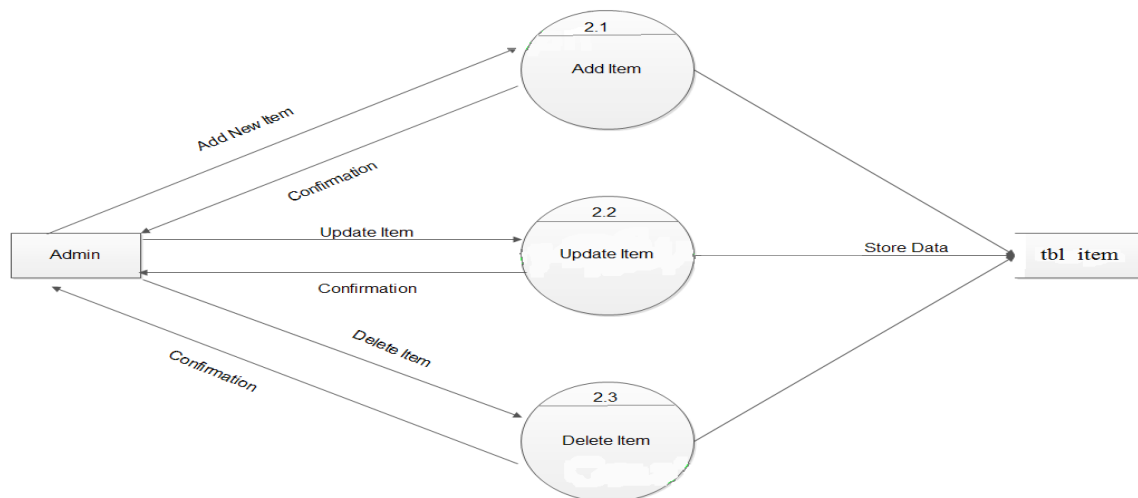 2.1
Add Item
Add New Item
Confirmation
2.2
Update Item
Admin
Update Item
Store Data
tbl item
Confirmation
Delete Item
Confirmation
2.3
Delete Item